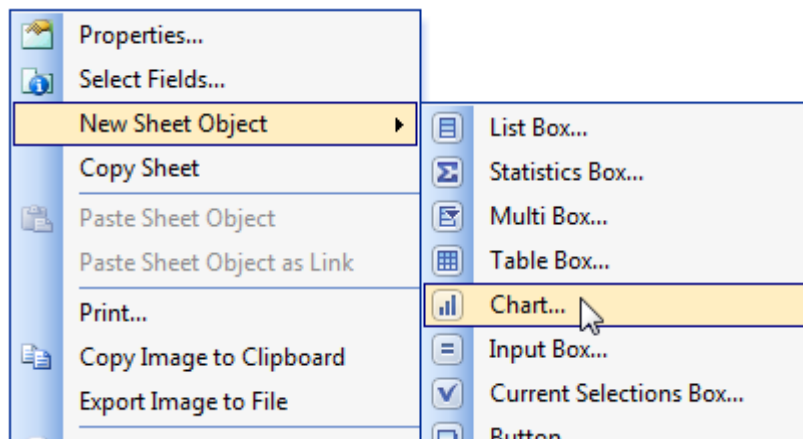 Properties...
Select Fields...
New Sheet Object
Copy Sheet
Paste Sheet Object
Paste Sheet Object as Link
Print...
Copy Image to Clipboard
Export Image to File
List Box...
Statistics Box...
Multi Box...
Table Box...
Chart...
Input Box...
Current Selections Box...
Button